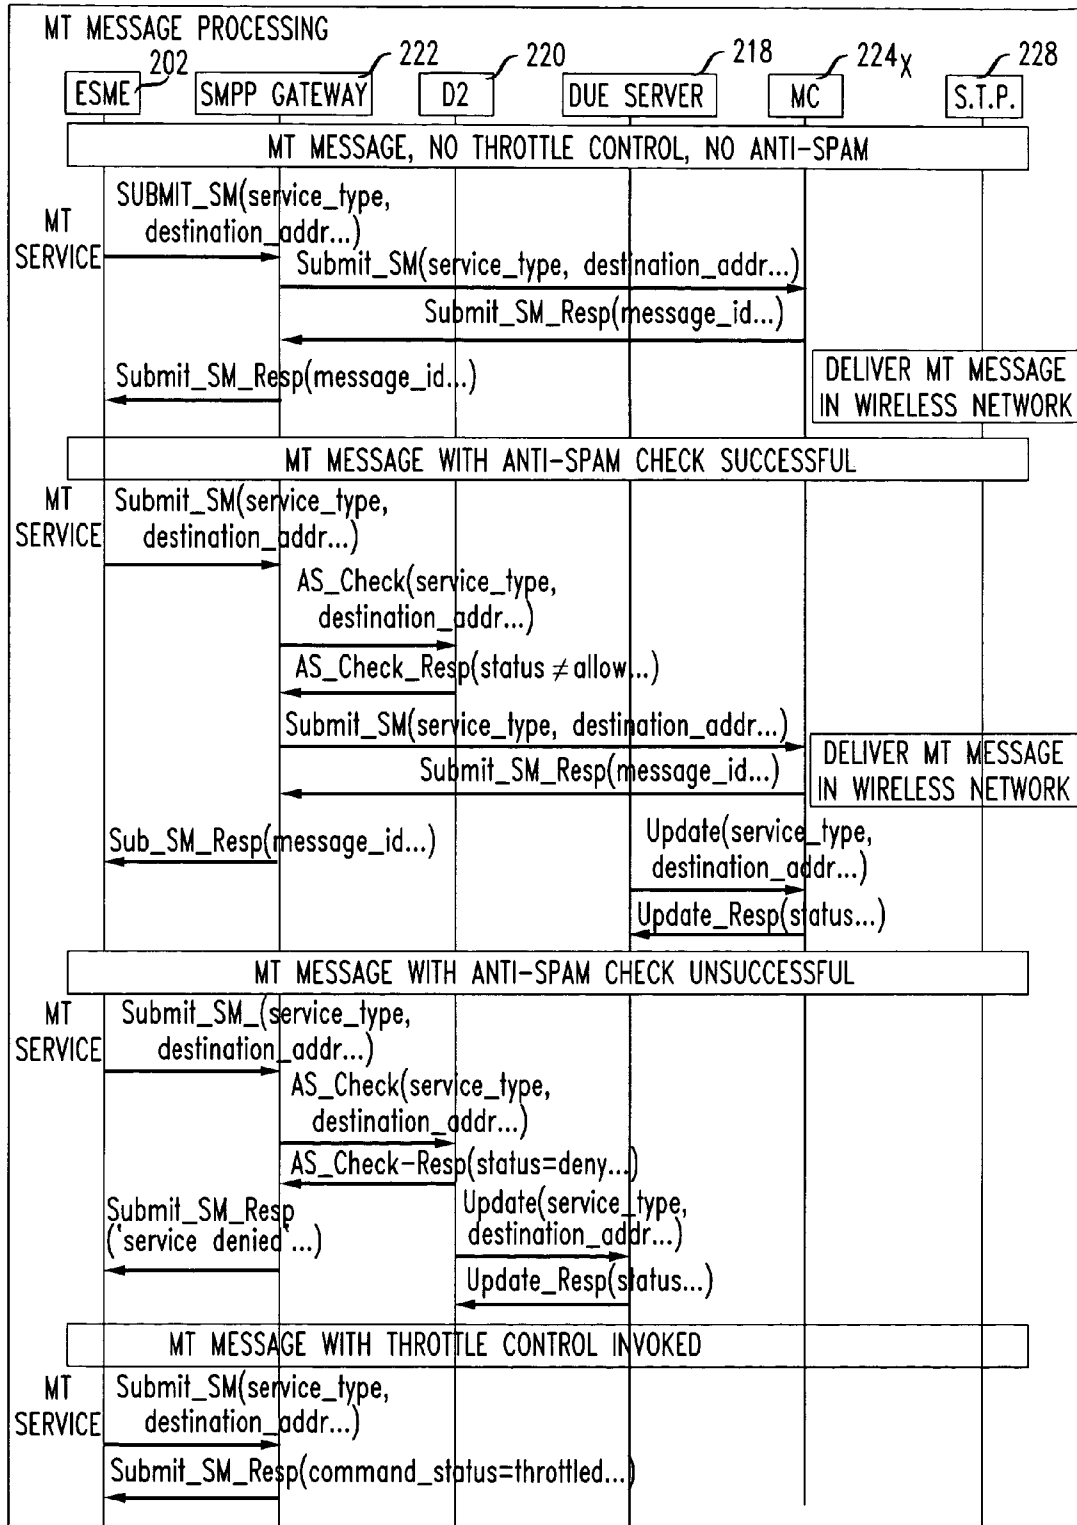 MT MESSAGE PROCESSING
202
222
220
218
224X
228
ESME
SMPP GATEWAY
D2
DUE SERVER
MC
S.T.P.
MT MESSAGE, NO THROTTLE CONTROL, NO ANTI-SPAM
MT
SERVICE
SUBMIT_SM(service_type,
destination_addr...)
Submit_SM(service_type, destination_addr...)
Submit_SM_Resp(message_id...)
Submit_SM_Resp(message_id...)
DELIVER MT MESSAGE
IN WIRELESS NETWORK
MT MESSAGE WITH ANTI-SPAM CHECK SUCCESSFUL
MT
SERVICE
Submit_SM(service_type,
destination_addr...)
AS_Check(service_type,
destination_addr...)
AS_Check_Resp(status ≠ allow...)
Submit_SM(service_type, destination_addr...)
Submit_SM_Resp(message_id...)
DELIVER MT MESSAGE
IN WIRELESS NETWORK
Sub_SM_Resp(message_id...)
Update(service_type,
destination_addr...)
Update_Resp(status...)
MT MESSAGE WITH ANTI-SPAM CHECK UNSUCCESSFUL
MT
SERVICE
Submit_SM_(service_type,
destination_addr...)
AS_Check(service_type,
destination_addr...)
AS_Check-Resp(status=deny...)
Submit_SM_Resp
('service denied'...)
Update(service_type,
destination_addr...)
Update_Resp(status...)
MT MESSAGE WITH THROTTLE CONTROL INVOKED
MT
SERVICE
Submit_SM(service_type,
destination_addr...)
Submit_SM_Resp(command_status=throttled...)